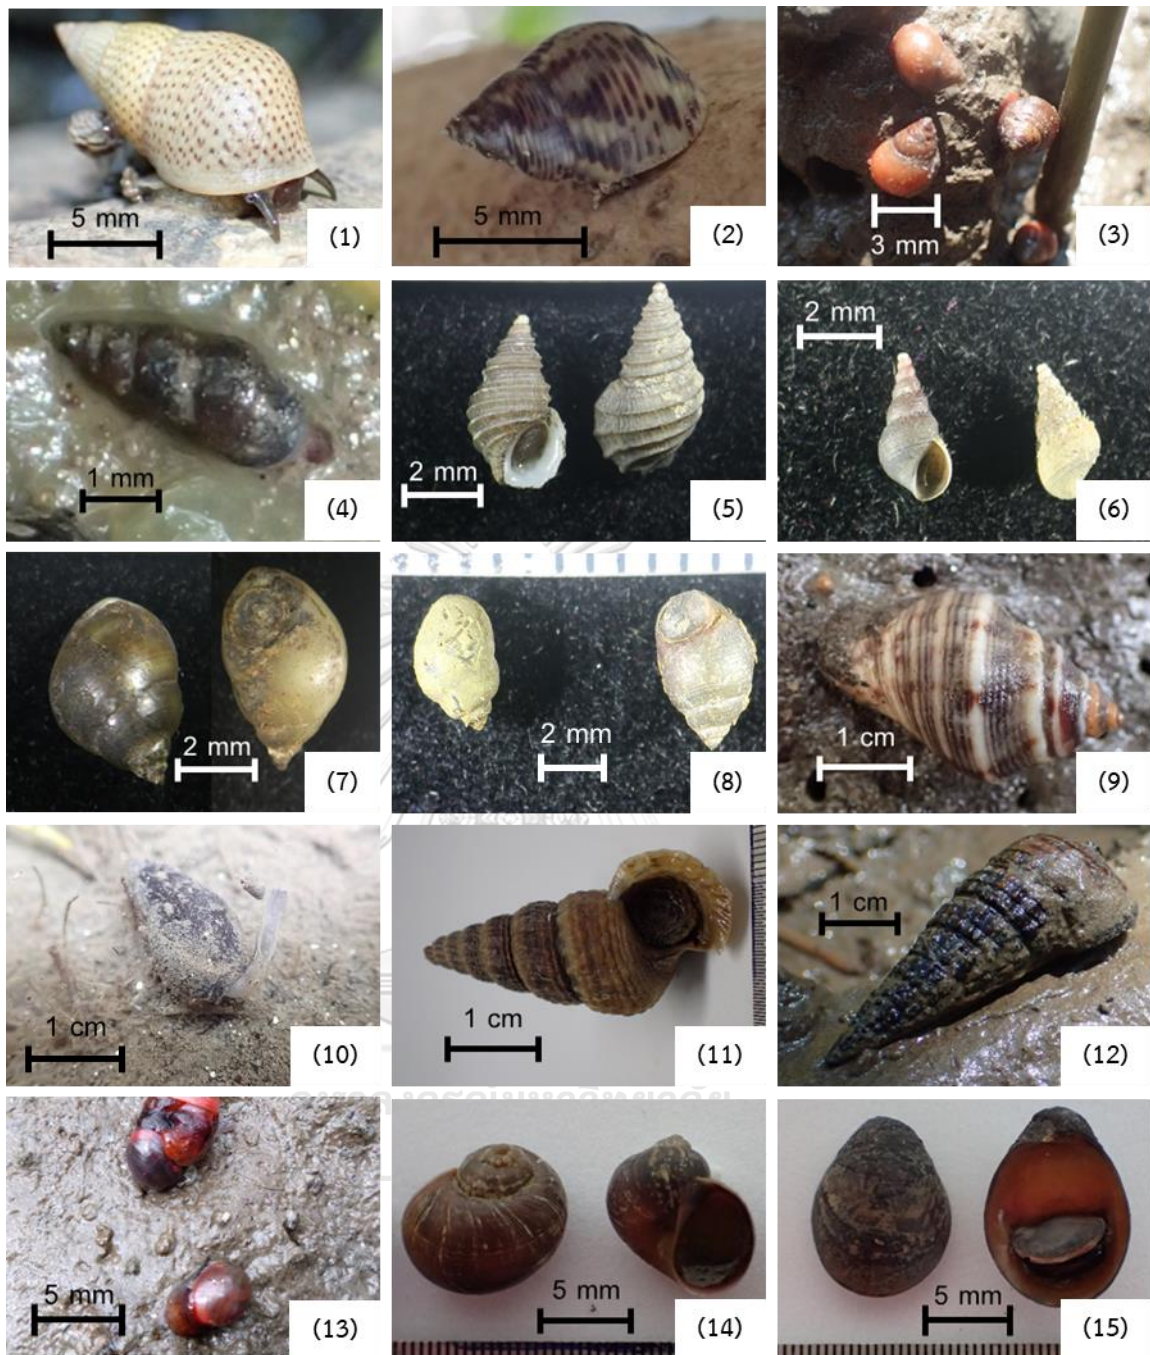 5 mm (1)
5 mm (2)
3 mm (3)
1 mm (4)
2 mm (5)
2 mm (6)
2 mm (7)
2 mm (8)
1 cm (9)
1 cm (10)
1 cm (11)
1 cm (12)
5 mm (13)
5 mm (14)
5 mm (15)